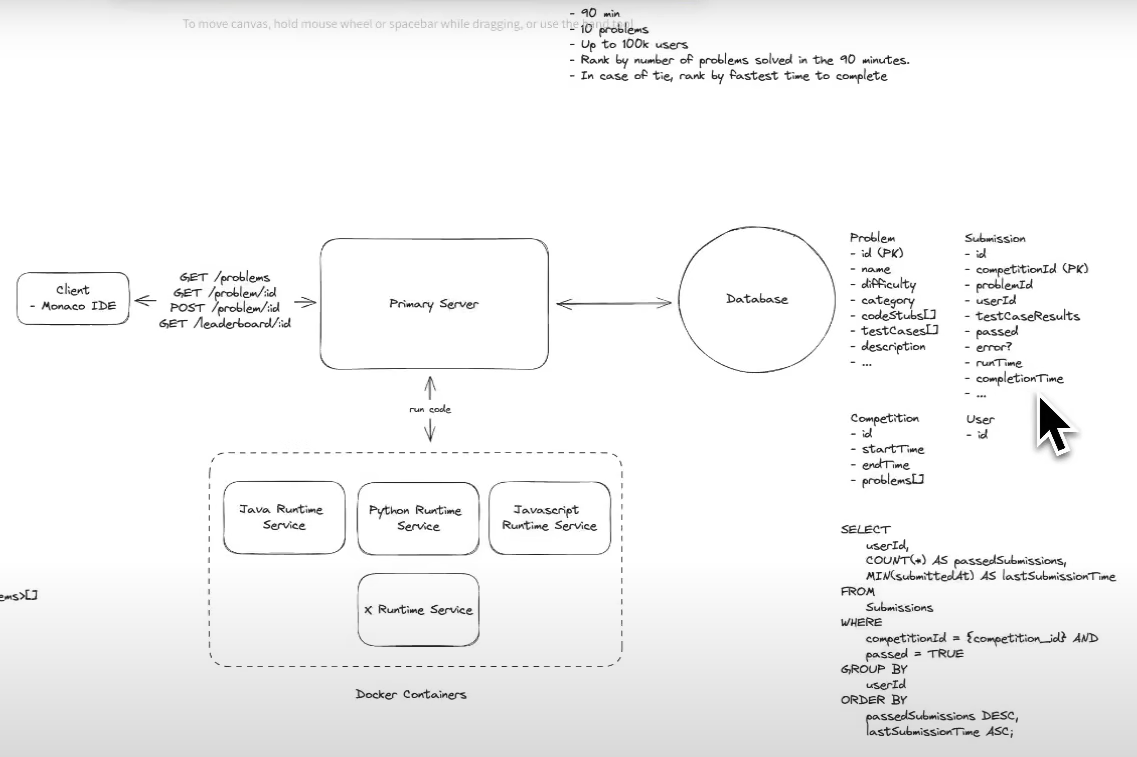 To move canvas, hold mouse wheel or spacebar while dragging, or use the hand tool
- 90 min
- 10 problems
- Up to 100k users
- Rank by number of problems solved in the 90 minutes.
- In case of tie, rank by fastest time to complete
Client
- Monaco IDE
GET /problems
GET /problem/:id
POST /problem/:id
GET /leaderboard/:id
Primary Server
Database
Problem
- id (PK)
- name
- difficulty
- category
- codeStubs[]
- testCases[]
- description
- ...
Submission
- id
- competitionId (PK)
- problemId
- userId
- testCaseResults
- passed
- error?
- runTime
- completionTime
- ...
Competition
- id
- startTime
- endTime
- problems[]
User
- id
run code
Java Runtime
Service
Python Runtime
Service
Javascript
Runtime Service
X Runtime Service
Docker Containers
ems>[]
SELECT
userId,
COUNT(*) AS passedSubmissions,
MIN(submittedAt) AS lastSubmissionTime
FROM
Submissions
WHERE
competitionId = {competition_id} AND
passed = TRUE
GROUP BY
userId
ORDER BY
passedSubmissions DESC,
lastSubmissionTime ASC;